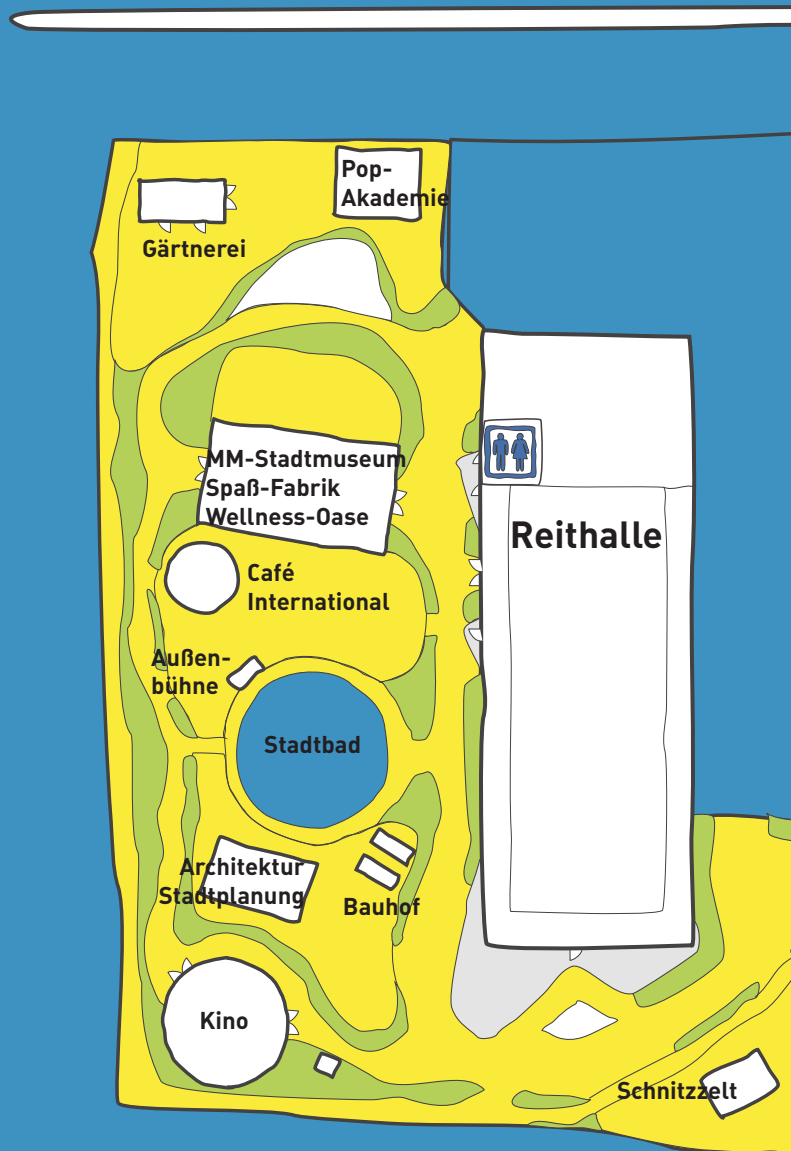 Pop-
Akademie
Gärtnerei
MM-Stadtmuseum
Spaß-Fabrik
Wellness-Oase
Reithalle
Café
International
Außen-
bühne
Stadtbad
Architektur
Stadtplanung
Bauhof
Kino
Schnitzzelt